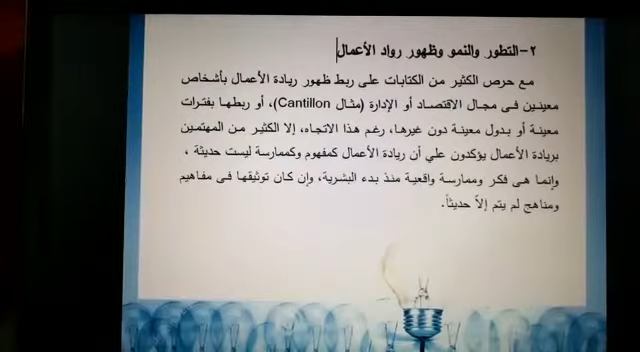 ٢-التطور والنمو وظهور رواد الأعمال
مع حرص الكثير من الكتابات على ربط ظهور ريادة الأعمال بأشخاص
معينين فى مجال الاقتصاد أو الإدارة (مثال Cantillon)، أو ربطها بفترات
معينة أو بدول معينة دون غيرها، رغم هذا الاتجاه، إلا الكثير من المهتمين
بريادة الأعمال يؤكدون علي أن ريادة الأعمال كمفهوم وكممارسة ليست حديثة ،
وإنما هى فكر وممارسة واقعية منذ بدء البشرية، وإن كان توثيقها فى مفاهيم
ومناهج لم يتم إلاّ حديثاً.